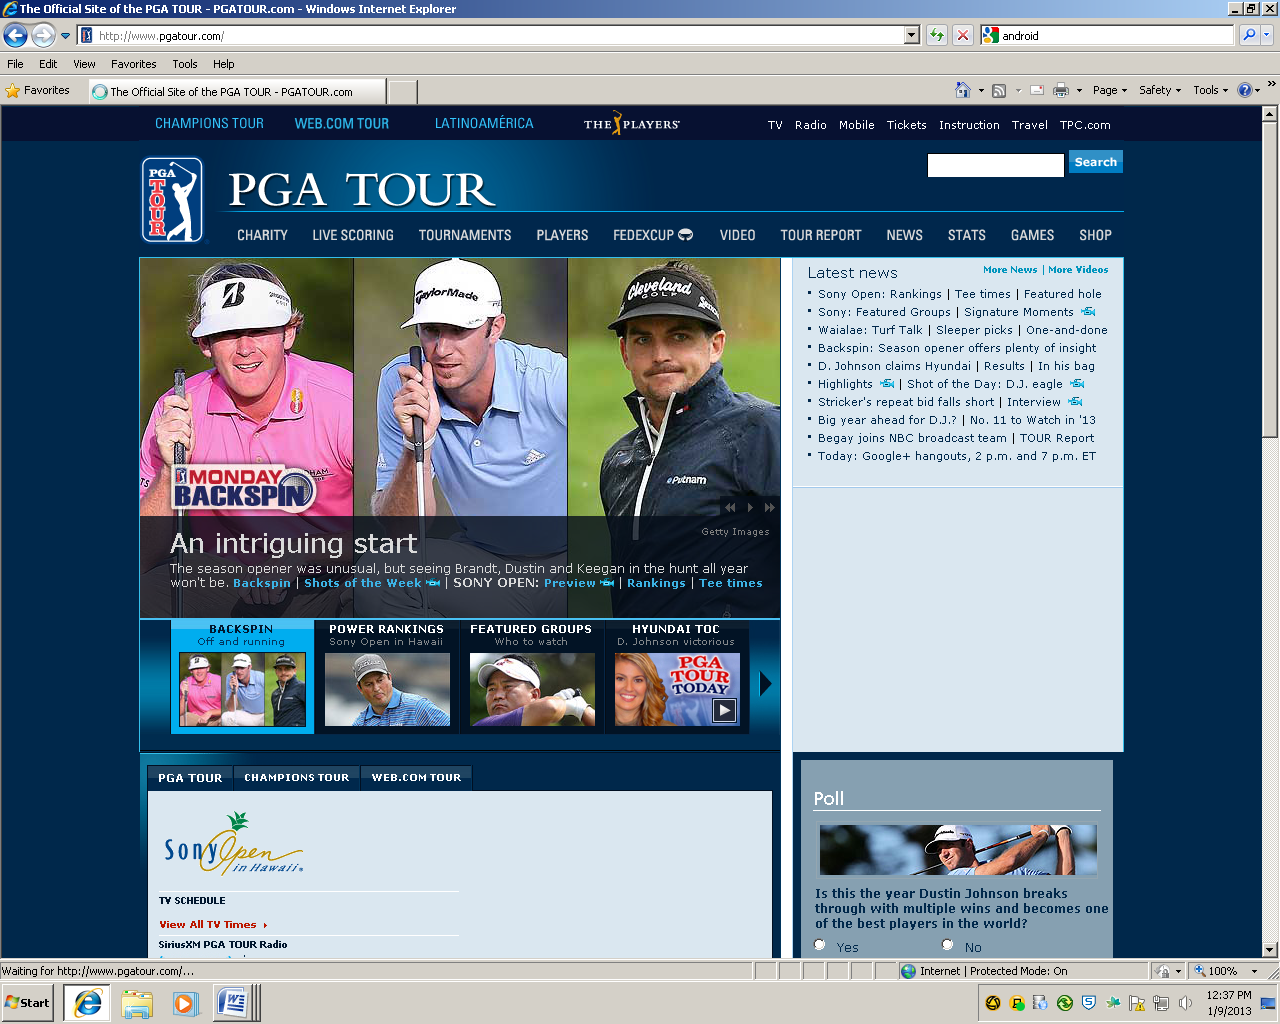 The Official Site of the PGA TOUR - PGATOUR.com - Windows Internet Explorer
http://www.pgatour.com/
android
File Edit View Favorites Tools Help
Favorites The Official Site of the PGA TOUR - PGATOUR.com Page Safety Tools
CHAMPIONS TOUR WEB.COM TOUR LATINOAMÉRICA THE PLAYERS TV Radio Mobile Tickets Instruction Travel TPC.com
Search
PGA TOUR
PGA TOUR
CHARITY LIVE SCORING TOURNAMENTS PLAYERS FEDEXCUP VIDEO TOUR REPORT NEWS STATS GAMES SHOP
BRIDGESTONE GOLF
TaylorMade
Cleveland GOLF
Srixon
Putnam
MONDAY BACKSPIN
Getty Images
An intriguing start
The season opener was unusual, but seeing Brandt, Dustin and Keegan in the hunt all year
won't be. Backspin | Shots of the Week | SONY OPEN: Preview | Rankings | Tee times
Latest news More News | More Videos
Sony Open: Rankings | Tee times | Featured hole
Sony: Featured Groups | Signature Moments
Waialae: Turf Talk | Sleeper picks | One-and-done
Backspin: Season opener offers plenty of insight
D. Johnson claims Hyundai | Results | In his bag
Highlights | Shot of the Day: D.J. eagle
Stricker's repeat bid falls short | Interview
Big year ahead for D.J.? | No. 11 to Watch in '13
Begay joins NBC broadcast team | TOUR Report
Today: Google+ hangouts, 2 p.m. and 7 p.m. ET
BACKSPIN POWER RANKINGS FEATURED GROUPS HYUNDAI TOC
Off and running Sony Open in Hawaii Who to watch D. Johnson victorious
PGA TOUR TODAY
PGA TOUR CHAMPIONS TOUR WEB.COM TOUR
Sony Open in Hawaii
TV SCHEDULE
View All TV Times
SiriusXM PGA TOUR Radio
Poll
Is this the year Dustin Johnson breaks
through with multiple wins and becomes one
of the best players in the world?
Yes No
Waiting for http://www.pgatour.com/... Internet | Protected Mode: On 100%
Start
12:37 PM
1/9/2013